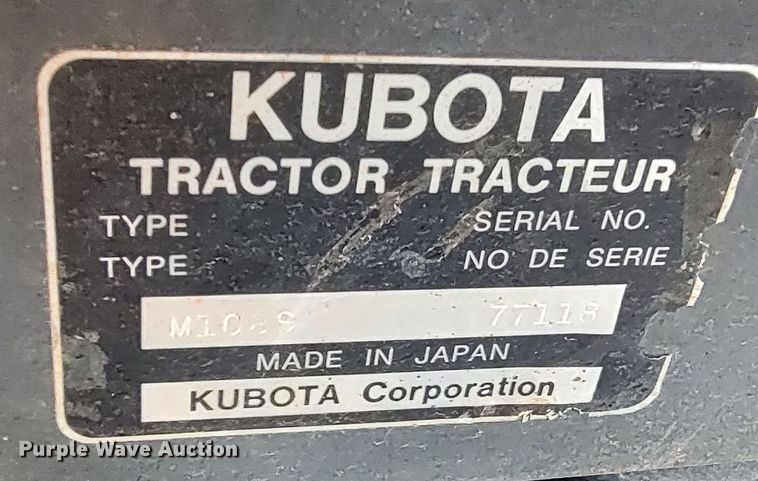 KUBOTA
TRACTOR TRACTEUR
TYPE SERIAL NO.
TYPE NO DE SERIE
77118
MADE IN JAPAN
KUBOTA Corporation
Purple Wave Auction